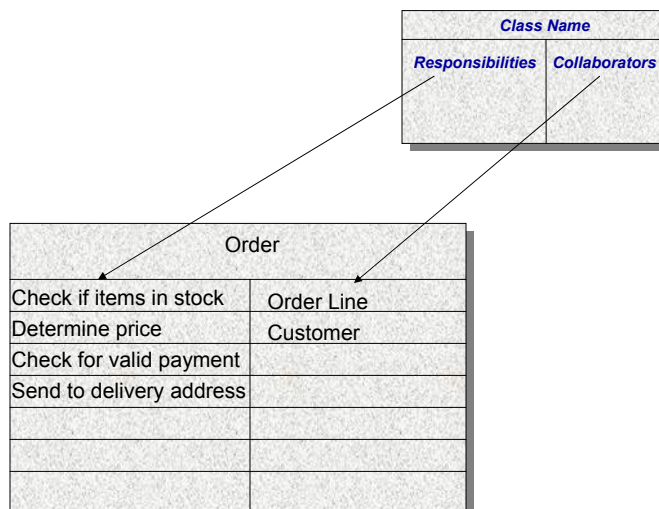 Class Name
Responsibilities Collaborators
Order
Check if items in stock Order Line
Determine price Customer
Check for valid payment
Send to delivery address